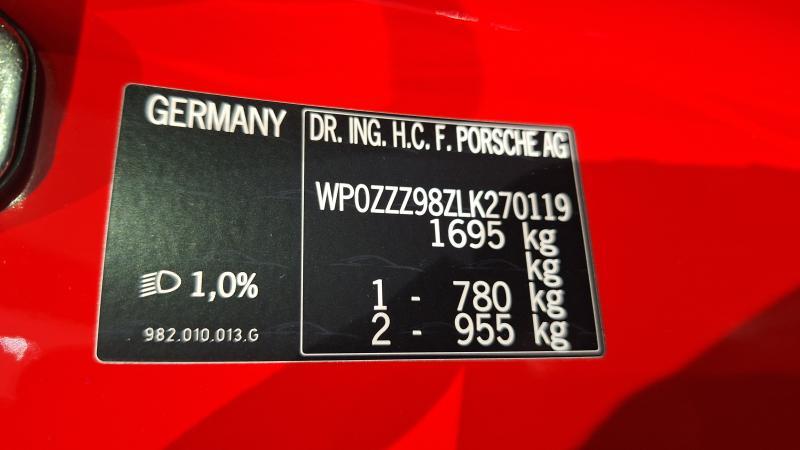 GERMANY
DR. ING. H.C. F. PORSCHE AG
WP0ZZZ98ZLK270119
1695 kg
kg
1 - 780 kg
2 - 955 kg
1,0%
982.010.013.G